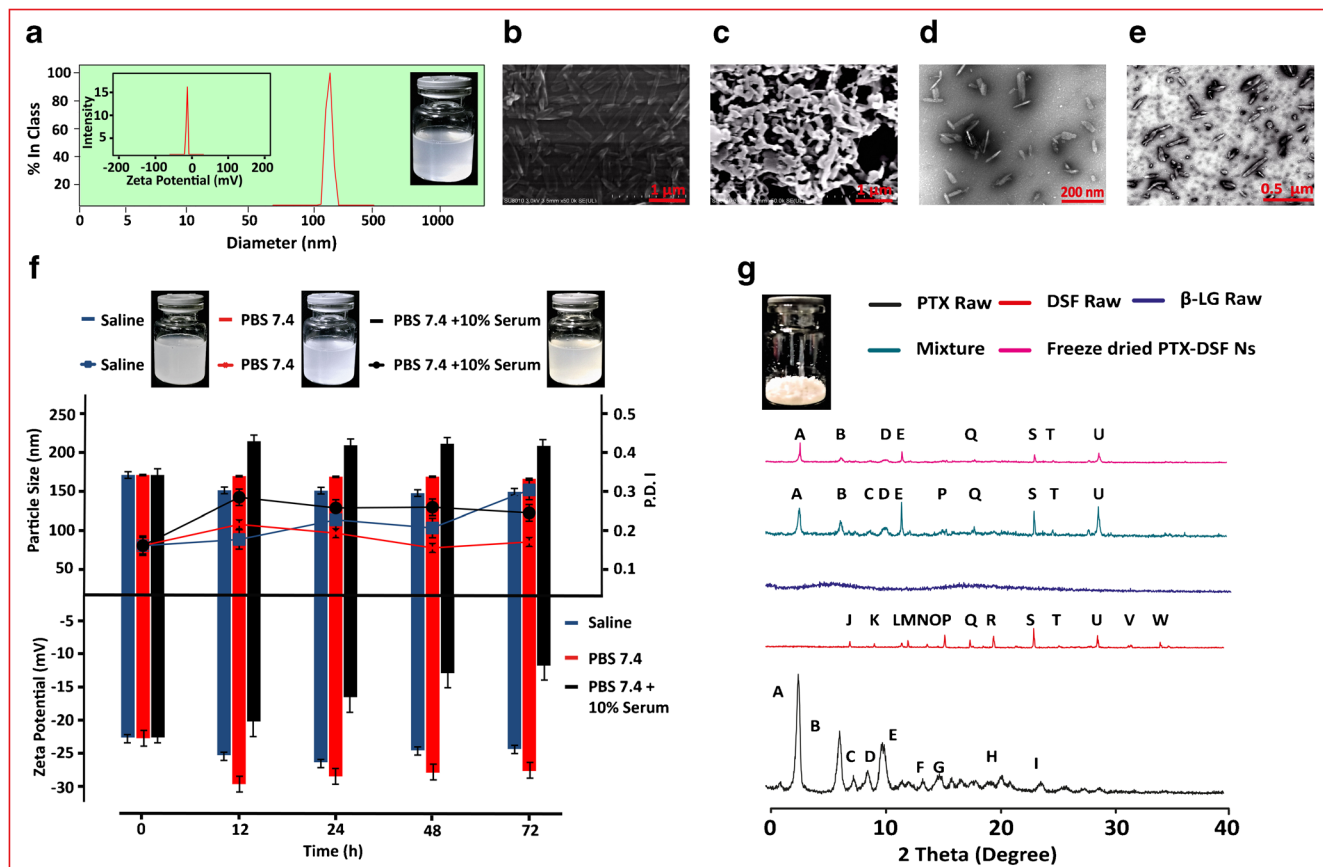 a
b
c
d
e
100
80
60
40
20
% In Class
15
10
5
Intensity
-200 -100 0 100 200
Zeta Potential (mV)
0 5 10 50 100 500 1000
Diameter (nm)
1 μm
1 μm
200 nm
0.5 μm
f
Saline PBS 7.4 PBS 7.4 +10% Serum
Saline PBS 7.4 PBS 7.4 +10% Serum
250
200
150
100
50
Particle Size (nm)
0.5
0.4
0.3
0.2
0.1
P.D. I
-5
-10
-15
-20
-25
-30
Zeta Potential (mV)
Saline
PBS 7.4
PBS 7.4 +
10% Serum
0 12 24 48 72
Time (h)
g
PTX Raw DSF Raw β-LG Raw
Mixture Freeze dried PTX-DSF Ns
A B D E Q S T U
A B C D E P Q S T U
J K L M N O P Q R S T U V W
A B C D E F G H I
0 10 20 30 40
2 Theta (Degree)